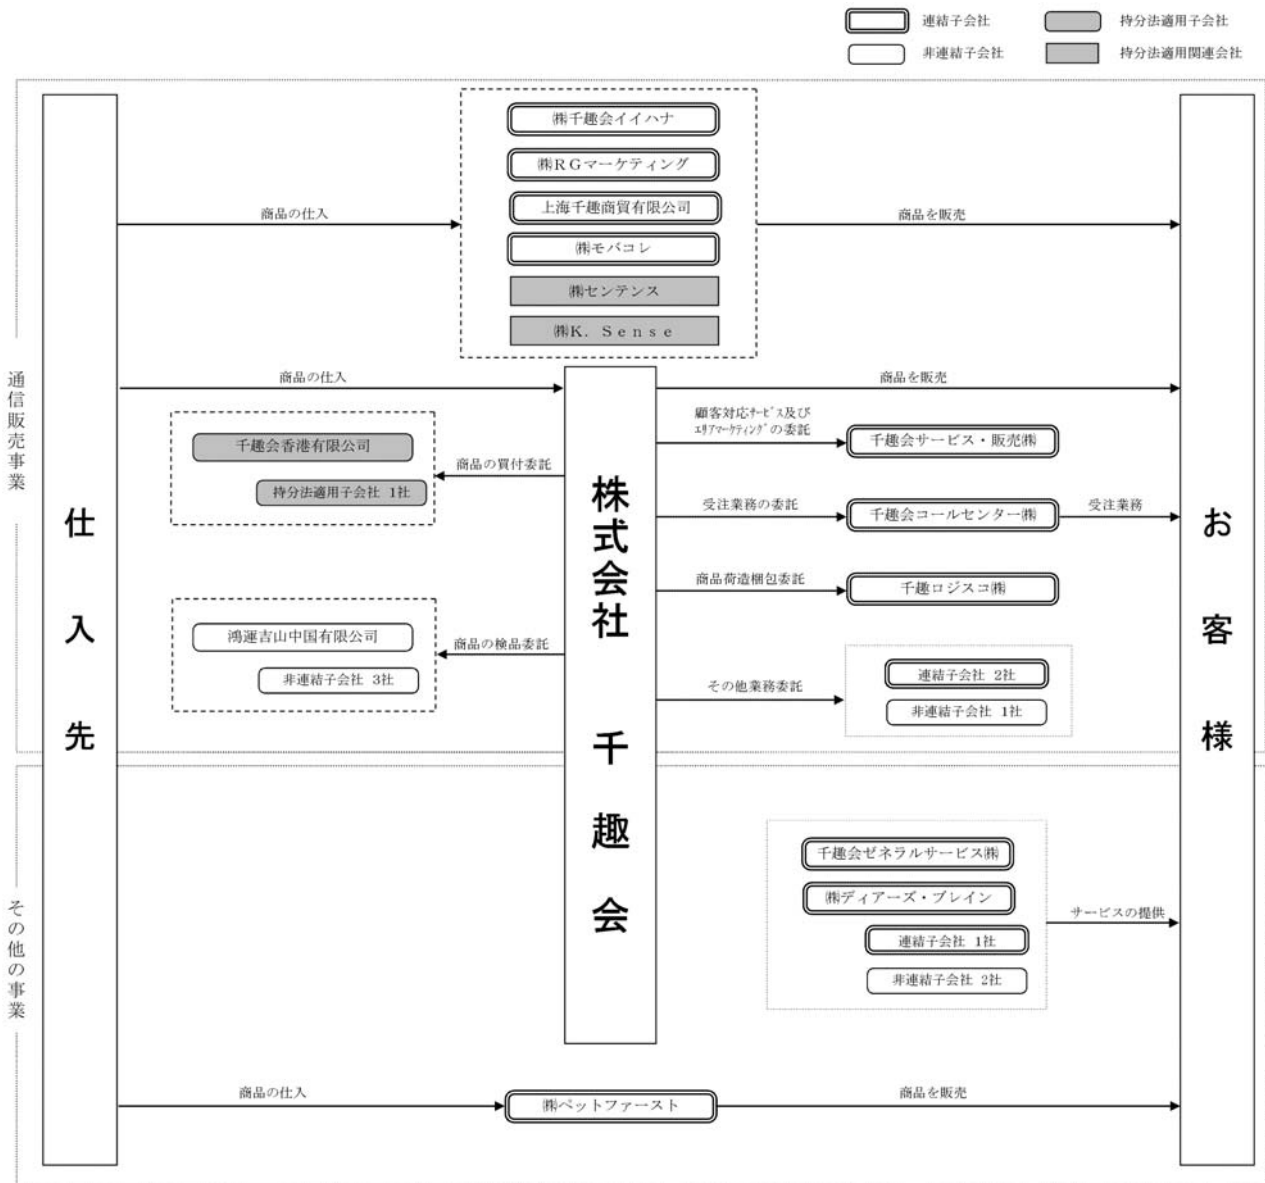 連結子会社
持分法適用子会社
非連結子会社
持分法適用関連会社
通信販売事業
仕入先
㈱千趣会イイハナ
㈱ＲＧマーケティング
上海千趣商貿有限公司
㈱モバコレ
㈱センテンス
㈱Ｋ．Ｓｅｎｓｅ
商品の仕入
商品を販売
お客様
商品の仕入
株式会社 千趣会
商品を販売
千趣会香港有限公司
持分法適用子会社 1社
商品の買付委託
顧客対応ｻｰﾋﾞｽ及び
ｴﾘｱﾏｰｹﾃｨﾝｸﾞの委託
千趣会サービス・販売㈱
受注業務の委託
千趣会コールセンター㈱
受注業務
商品荷造梱包委託
千趣ロジスコ㈱
鴻運吉山中国有限公司
非連結子会社 3社
商品の検品委託
その他業務委託
連結子会社 2社
非連結子会社 1社
その他の事業
千趣会ゼネラルサービス㈱
㈱ディアーズ・ブレイン
連結子会社 1社
非連結子会社 2社
サービスの提供
商品の仕入
㈱ペットファースト
商品を販売